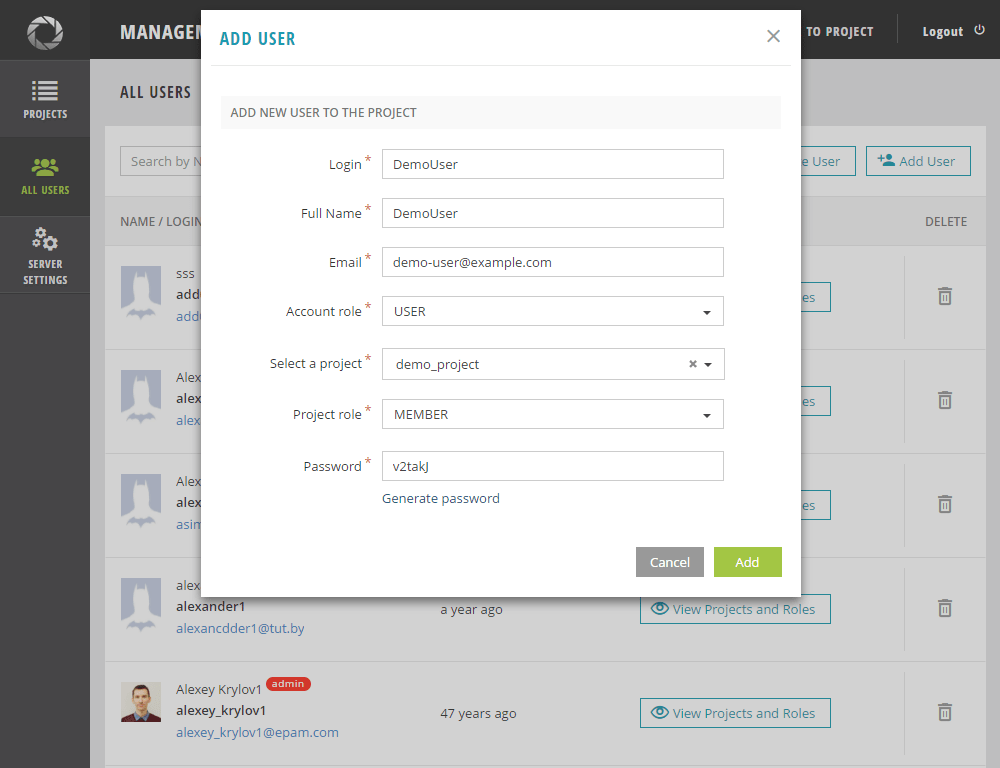 MANAGEM
TO PROJECT
Logout
ADD USER
PROJECTS
ALL USERS
SERVER
SETTINGS
ALL USERS
ADD NEW USER TO THE PROJECT
Search by N
e User
Add User
NAME / LOGIN
DELETE
Login *
DemoUser
Full Name *
DemoUser
Email *
demo-user@example.com
Account role *
USER
Select a project *
demo_project
Project role *
MEMBER
Password *
v2takJ
Generate password
Cancel
Add
sss
add
add
es
Alex
alex
alex
es
Alex
alex
asim
es
alex
alexander1
alexancdder1@tut.by
a year ago
View Projects and Roles
Alexey Krylov1 admin
alexey_krylov1
alexey_krylov1@epam.com
47 years ago
View Projects and Roles